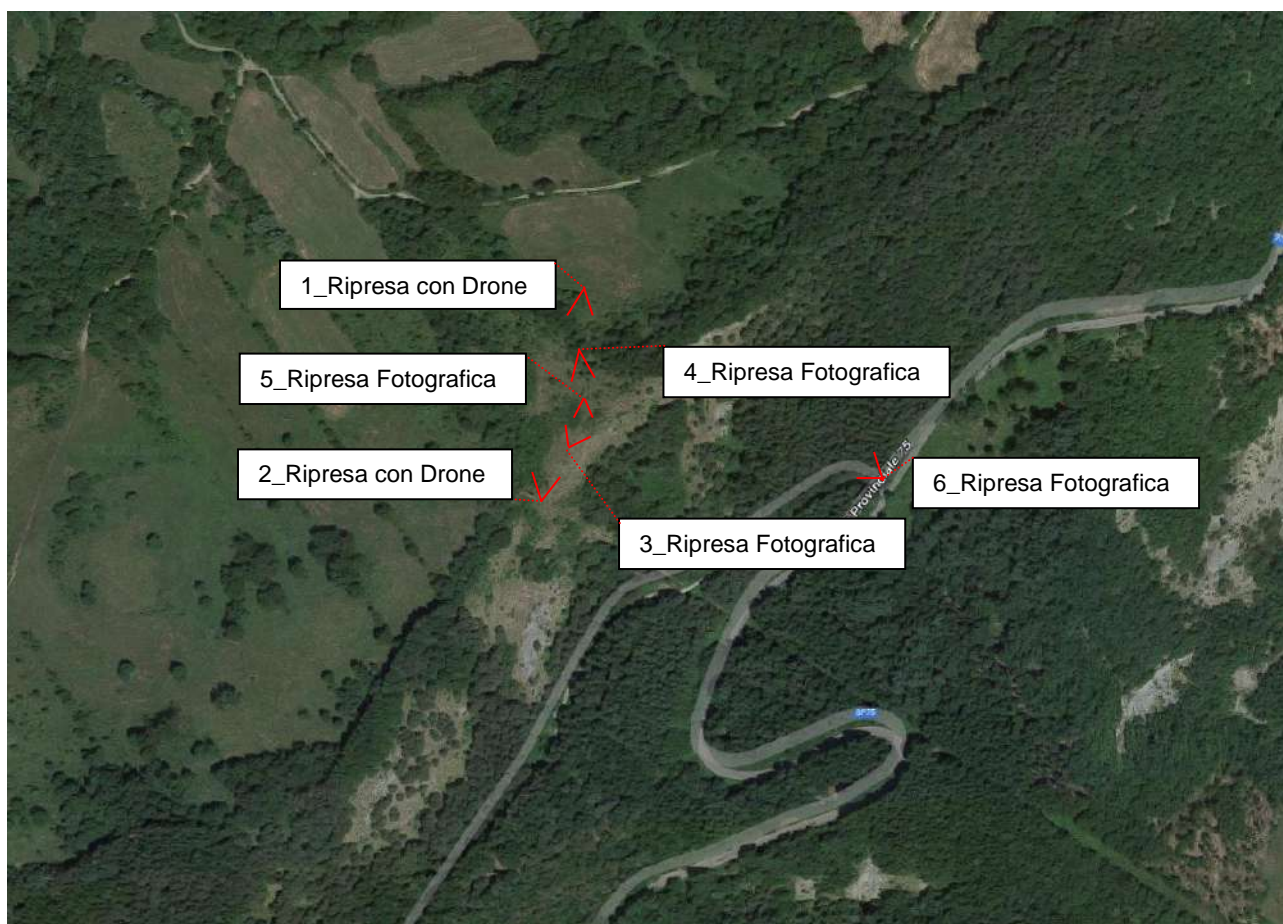 1_Ripresa con Drone
5_Ripresa Fotografica
4_Ripresa Fotografica
2_Ripresa con Drone
6_Ripresa Fotografica
3_Ripresa Fotografica
Provinciale 75
SP75